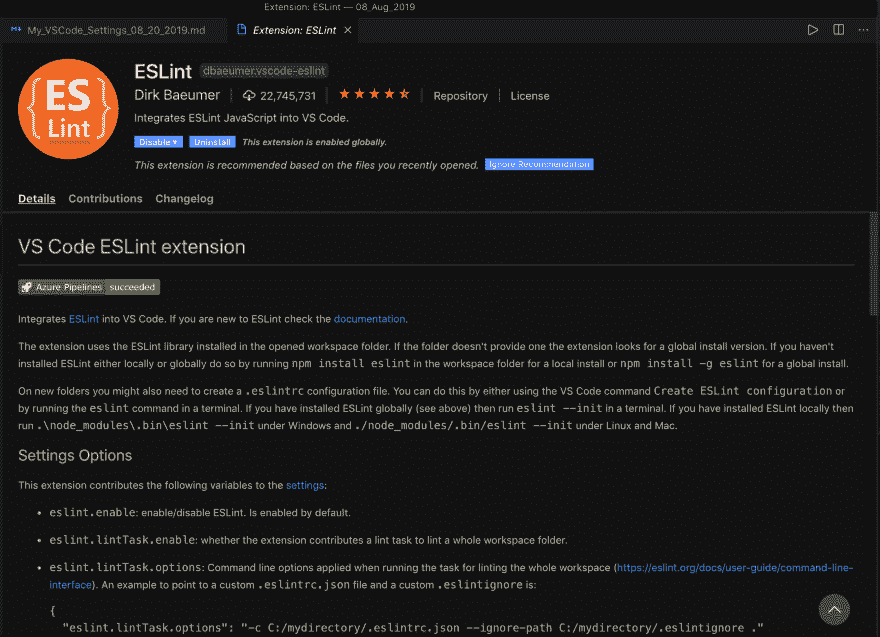 Extension: ESLint — 08_Aug_2019
My_VSCode_Settings_08_20_2019.md
Extension: ESLint
ES
Lint
ESLint dbaeumer.vscode-eslint
Dirk Baeumer 22,745,731 Repository License
Integrates ESLint JavaScript into VS Code.
Disable Uninstall This extension is enabled globally.
This extension is recommended based on the files you recently opened. Ignore Recommendation
Details Contributions Changelog
VS Code ESLint extension
Azure Pipelines succeeded
Integrates ESLint into VS Code. If you are new to ESLint check the documentation.
The extension uses the ESLint library installed in the opened workspace folder. If the folder doesn't provide one the extension looks for a global install version. If you haven't
installed ESLint either locally or globally do so by running npm install eslint in the workspace folder for a local install or npm install -g eslint for a global install.
On new folders you might also need to create a .eslintrc configuration file. You can do this by either using the VS Code command Create ESLint configuration or
by running the eslint command in a terminal. If you have installed ESLint globally (see above) then run eslint --init in a terminal. If you have installed ESLint locally then
run .\node_modules\.bin\eslint --init under Windows and ./node_modules/.bin/eslint --init under Linux and Mac.
Settings Options
This extension contributes the following variables to the settings:
• eslint.enable: enable/disable ESLint. Is enabled by default.
• eslint.lintTask.enable: whether the extension contributes a lint task to lint a whole workspace folder.
• eslint.lintTask.options: Command line options applied when running the task for linting the whole workspace (https://eslint.org/docs/user-guide/command-line-
interface). An example to point to a custom .eslintrc.json file and a custom .eslintignore is:
{
"eslint.lintTask.options": "-c C:/mydirectory/.eslintrc.json --ignore-path C:/mydirectory/.eslintignore ."